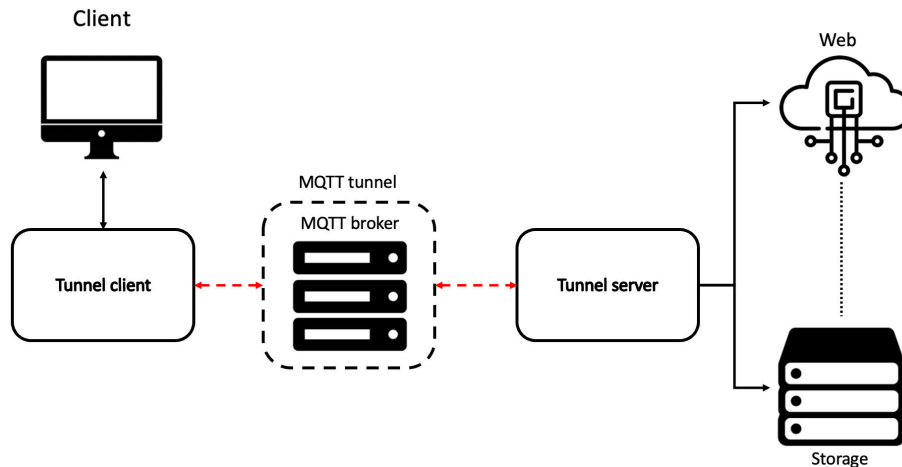 Client
Web
MQTT tunnel
MQTT broker
Tunnel client
Tunnel server
Storage